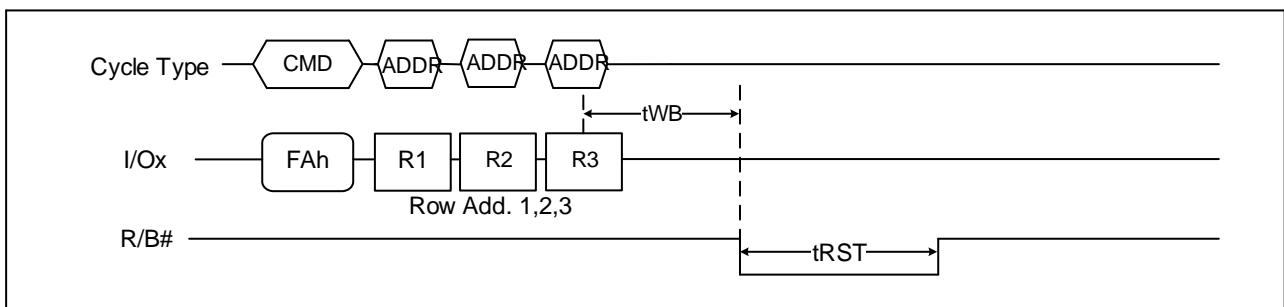 Cycle Type CMD ADDR ADDR ADDR
tWB
I/Ox FAh R1 R2 R3
Row Add. 1,2,3
R/B#
tRST